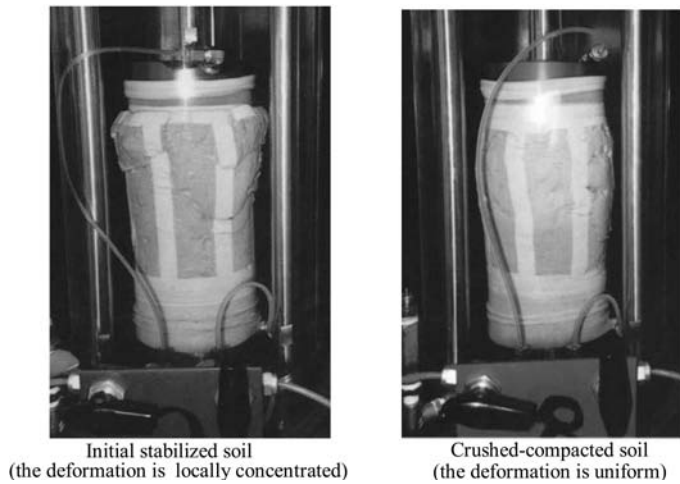 Initial stabilized soil
(the deformation is locally concentrated)
Crushed-compacted soil
(the deformation is uniform)